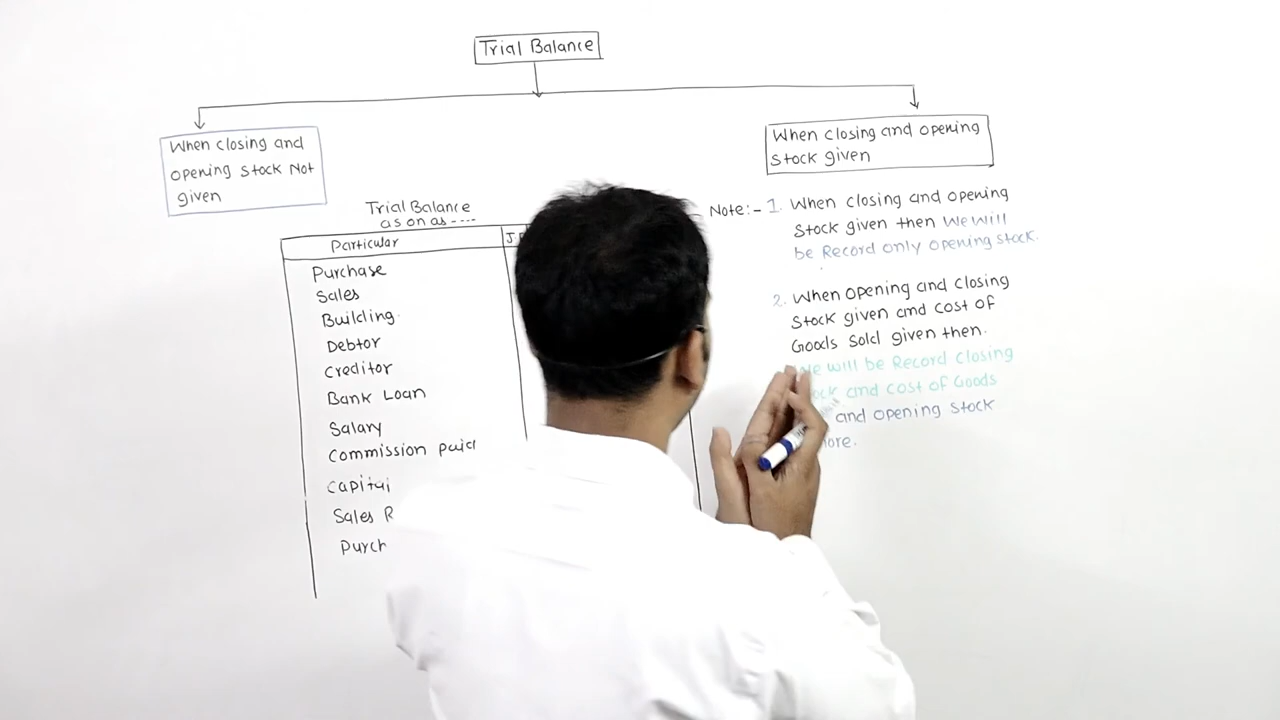 Trial Balance
When closing and
opening stock Not
given
When closing and opening
stock given
Trial Balance
as on as ----
Particular
Purchase
Sales
Building
Debtor
Creditor
Bank Loan
Salary
Commission paid
Capital
Sales
Note:- 1. When closing and opening
stock given then We will
be Record only opening stock.
2. When opening and closing
stock given and cost of
Goods sold given then.
We will be Record closing
and cost of Goods
and opening stock